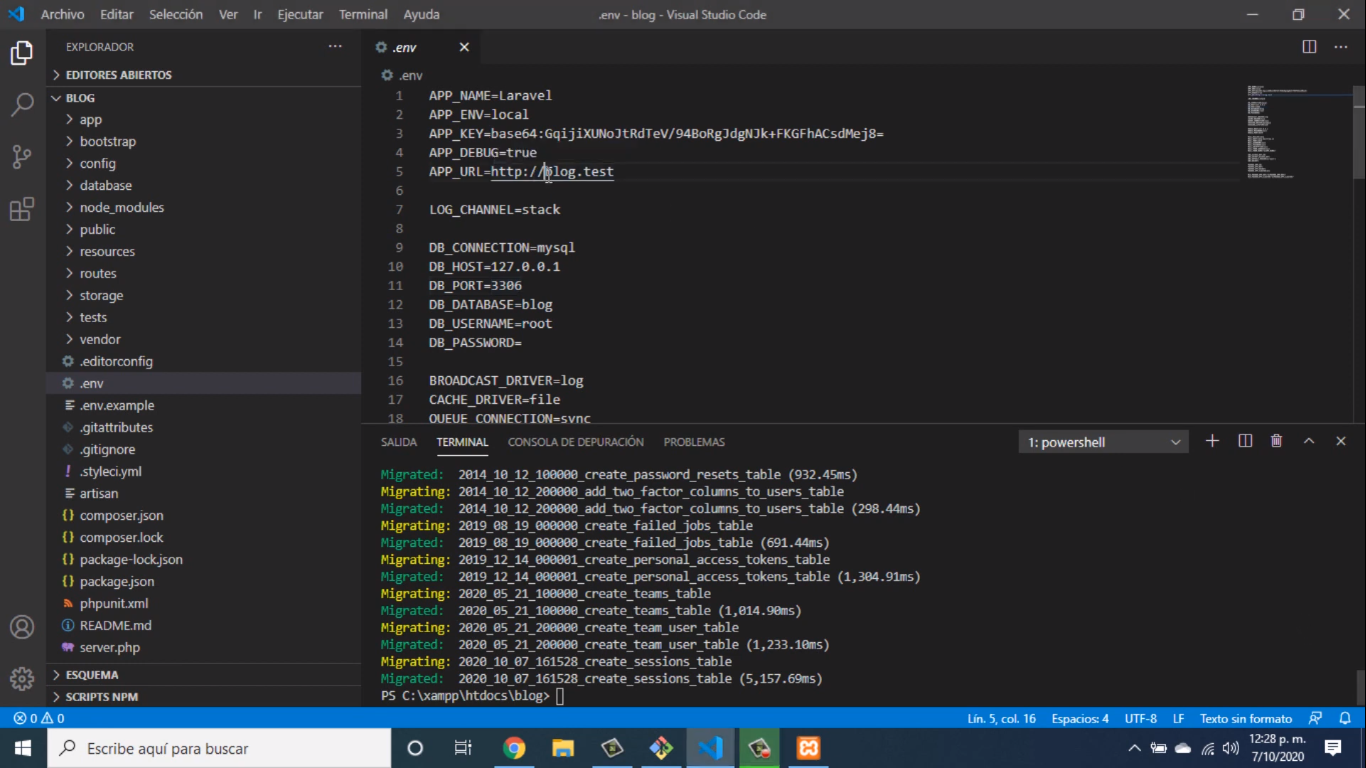 Archivo Editar Selección Ver Ir Ejecutar Terminal Ayuda .env - blog - Visual Studio Code
EXPLORADOR
EDITORES ABIERTOS
BLOG
app
bootstrap
config
database
node_modules
public
resources
routes
storage
tests
vendor
.editorconfig
.env
.env.example
.gitattributes
.gitignore
.styleci.yml
artisan
composer.json
composer.lock
package-lock.json
package.json
phpunit.xml
README.md
server.php
ESQUEMA
SCRIPTS NPM
.env
.env
1 APP_NAME=Laravel
2 APP_ENV=local
3 APP_KEY=base64:GqijiXUNoJtRdTeV/94BoRgJdgNJk+FKGFhACsdMej8=
4 APP_DEBUG=true
5 APP_URL=http://blog.test
6
7 LOG_CHANNEL=stack
8
9 DB_CONNECTION=mysql
10 DB_HOST=127.0.0.1
11 DB_PORT=3306
12 DB_DATABASE=blog
13 DB_USERNAME=root
14 DB_PASSWORD=
15
16 BROADCAST_DRIVER=log
17 CACHE_DRIVER=file
18 QUEUE_CONNECTION=sync
SALIDA TERMINAL CONSOLA DE DEPURACIÓN PROBLEMAS 1: powershell
Migrated: 2014_10_12_100000_create_password_resets_table (932.45ms)
Migrating: 2014_10_12_200000_add_two_factor_columns_to_users_table
Migrated: 2014_10_12_200000_add_two_factor_columns_to_users_table (298.44ms)
Migrating: 2019_08_19_000000_create_failed_jobs_table
Migrated: 2019_08_19_000000_create_failed_jobs_table (691.44ms)
Migrating: 2019_12_14_000001_create_personal_access_tokens_table
Migrated: 2019_12_14_000001_create_personal_access_tokens_table (1,304.91ms)
Migrating: 2020_05_21_100000_create_teams_table
Migrated: 2020_05_21_100000_create_teams_table (1,014.90ms)
Migrating: 2020_05_21_200000_create_team_user_table
Migrated: 2020_05_21_200000_create_team_user_table (1,233.10ms)
Migrating: 2020_10_07_161528_create_sessions_table
Migrated: 2020_10_07_161528_create_sessions_table (5,157.69ms)
PS C:\xampp\htdocs\blog>
0 0 Lín. 5, col. 16 Espacios: 4 UTF-8 LF Texto sin formato
Escribe aquí para buscar
12:28 p. m.
7/10/2020